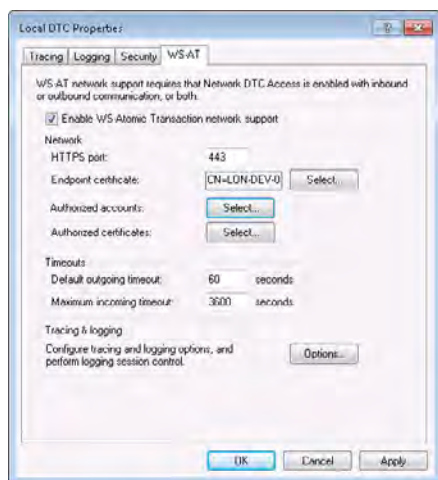 Local DTC Properties
Tracing Logging Security WS-AT
WS-AT network support requires that Network DTC Access is enabled with inbound
or outbound communication, or both.
Enable WS-Atomic Transaction network support
Network
HTTPS port: 443
Endpoint certificate: CN=LON-DEV-0 Select...
Authorized accounts: Select...
Authorized certificates: Select...
Timeouts
Default outgoing timeout: 60 seconds
Maximum incoming timeout: 3600 seconds
Tracing & logging
Configure tracing and logging options, and
perform logging session control.
Options...
OK Cancel Apply